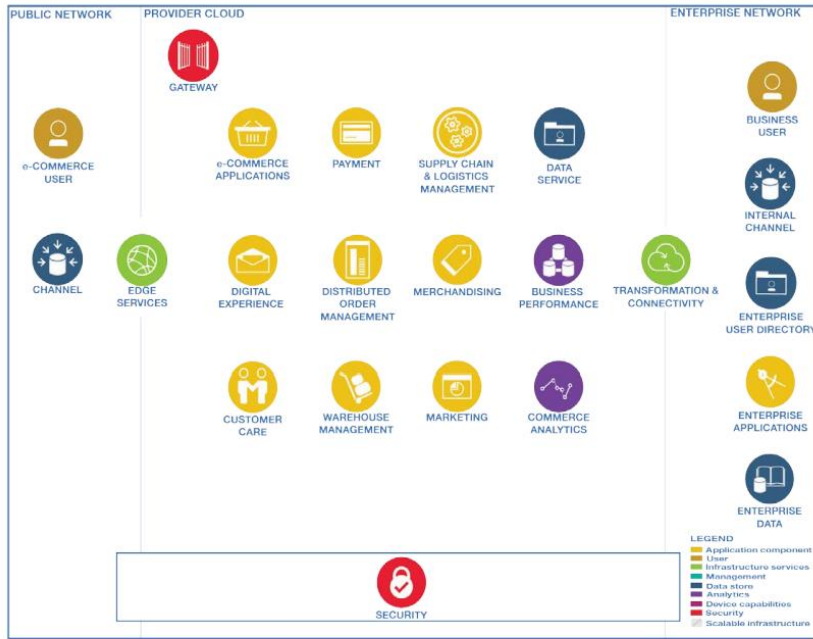 PUBLIC NETWORK
PROVIDER CLOUD
ENTERPRISE NETWORK
GATEWAY
e-COMMERCE
USER
e-COMMERCE
APPLICATIONS
PAYMENT
SUPPLY CHAIN
& LOGISTICS
MANAGEMENT
DATA
SERVICE
BUSINESS
USER
INTERNAL
CHANNEL
CHANNEL
EDGE
SERVICES
DIGITAL
EXPERIENCE
DISTRIBUTED
ORDER
MANAGEMENT
MERCHANDISING
BUSINESS
PERFORMANCE
TRANSFORMATION &
CONNECTIVITY
ENTERPRISE
USER DIRECTORY
CUSTOMER
CARE
WAREHOUSE
MANAGEMENT
MARKETING
COMMERCE
ANALYTICS
ENTERPRISE
APPLICATIONS
ENTERPRISE
DATA
SECURITY
LEGEND
Application component
User
Infrastructure services
Management
Data store
Analytics
Device capabilities
Security
Scalable infrastructure